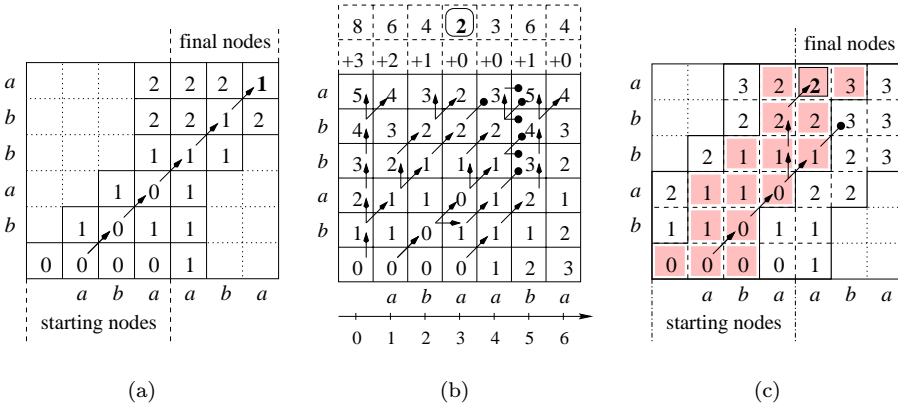 final nodes
a 2 2 2 1
b 2 2 1 2
b 1 1 1
a 1 0 1
b 1 0 1 1
0 0 0 0 1
a b a a b a
starting nodes
(a)
8 6 4 2 3 6 4
+3 +2 +1 +0 +0 +1 +0
a 5 4 3 2 3 5 4
b 4 3 2 2 2 4 3
b 3 2 1 1 1 3 2
a 2 1 1 0 1 2 1
b 1 1 0 1 1 1 2
0 0 0 0 1 2 3
a b a a b a
0 1 2 3 4 5 6
(b)
final nodes
a 3 2 2 3 3
b 2 2 2 3 3
b 2 1 1 1 2 3
a 2 1 1 0 2 2
b 1 1 0 1 1
0 0 0 0 1
a b a a b a
starting nodes
(c)